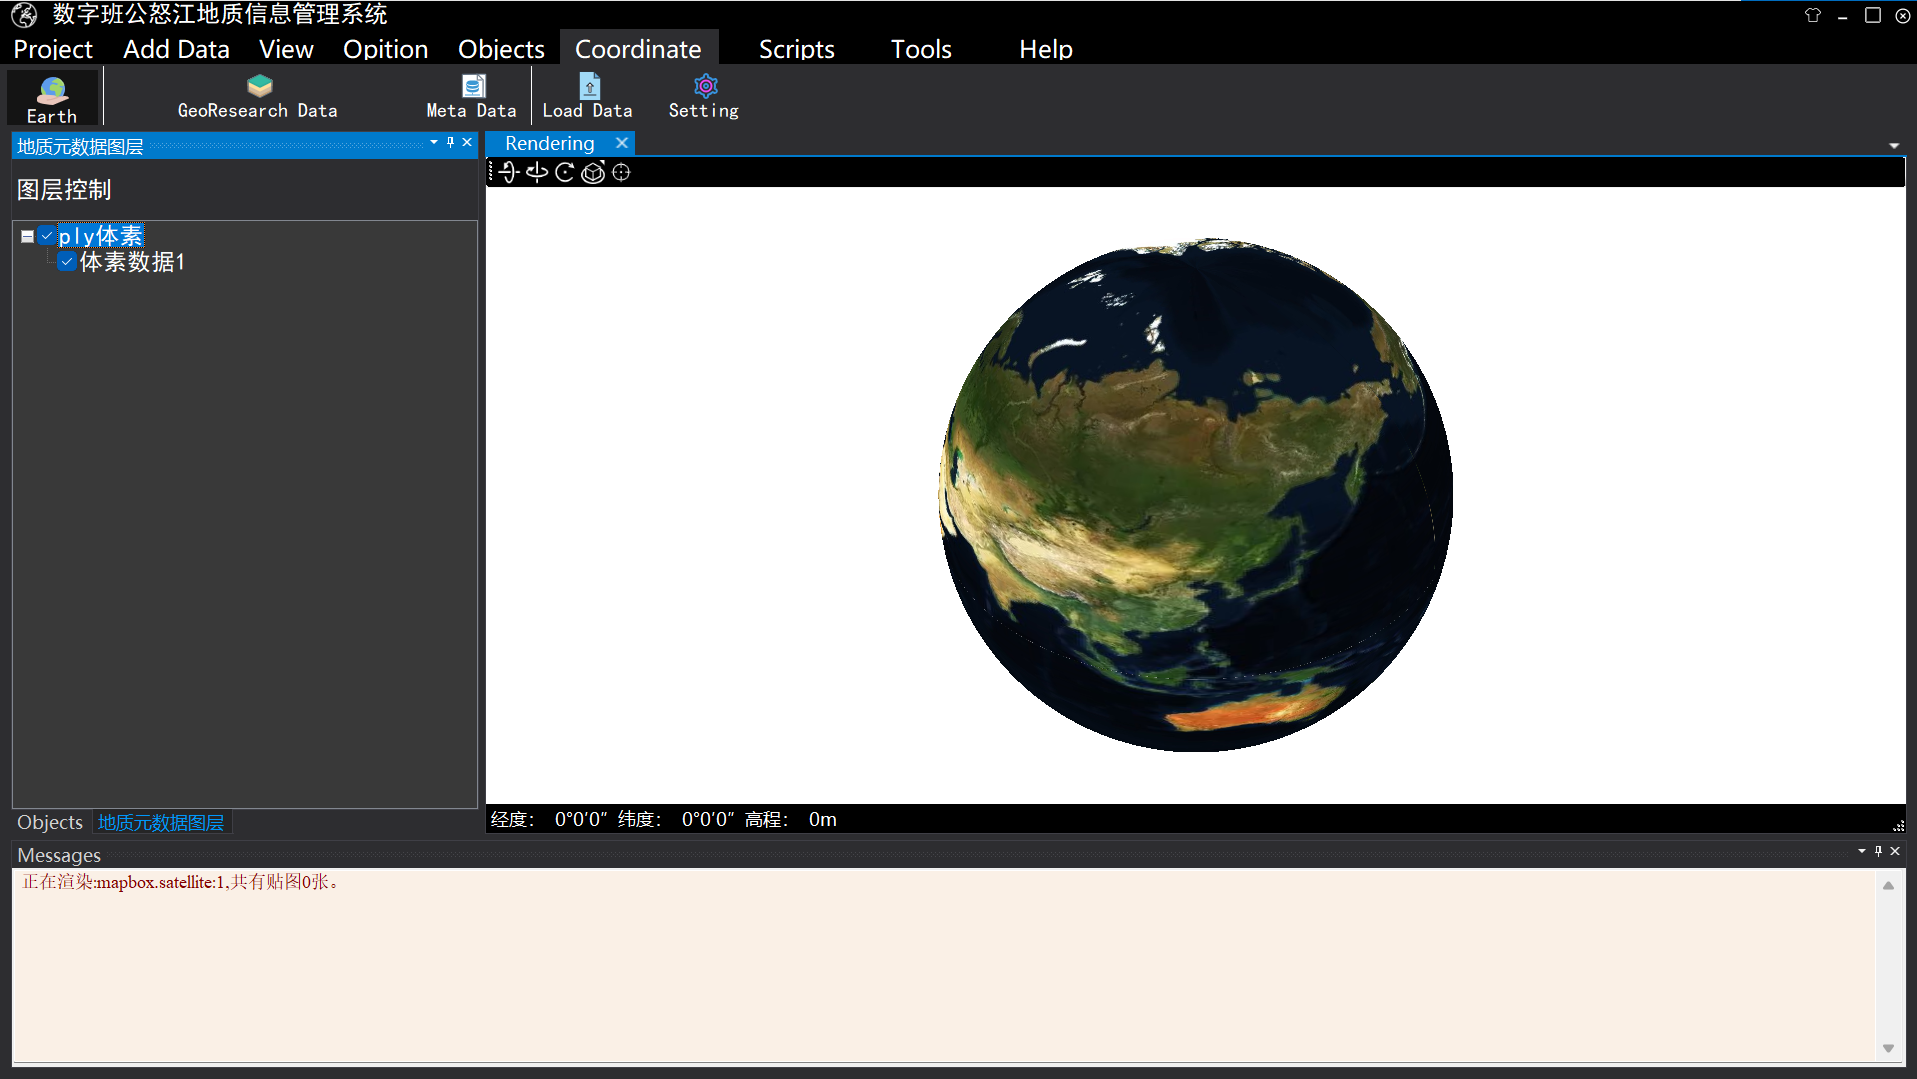 数字班公怒江地质信息管理系统
Project Add Data View Opition Objects Coordinate Scripts Tools Help
Earth GeoResearch Data Meta Data Load Data Setting
地质元数据图层
Rendering
图层控制
ply体素
体素数据1
经度： 0°0′0″ 纬度： 0°0′0″ 高程： 0m
Objects 地质元数据图层
Messages
正在渲染:mapbox.satellite:1,共有贴图0张。